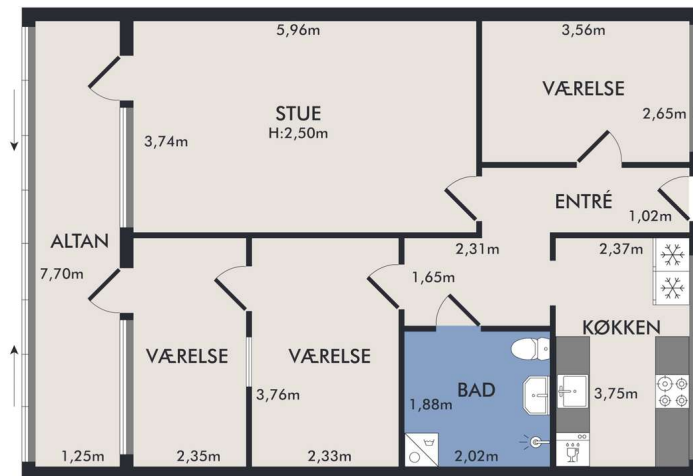 5,96m
3,56m
STUE
H:2,50m
VÆRELSE
3,74m
2,65m
ALTAN
7,70m
ENTRÉ
1,02m
2,31m
2,37m
1,65m
KØKKEN
VÆRELSE
VÆRELSE
BAD
3,76m
1,88m
3,75m
1,25m
2,35m
2,33m
2,02m